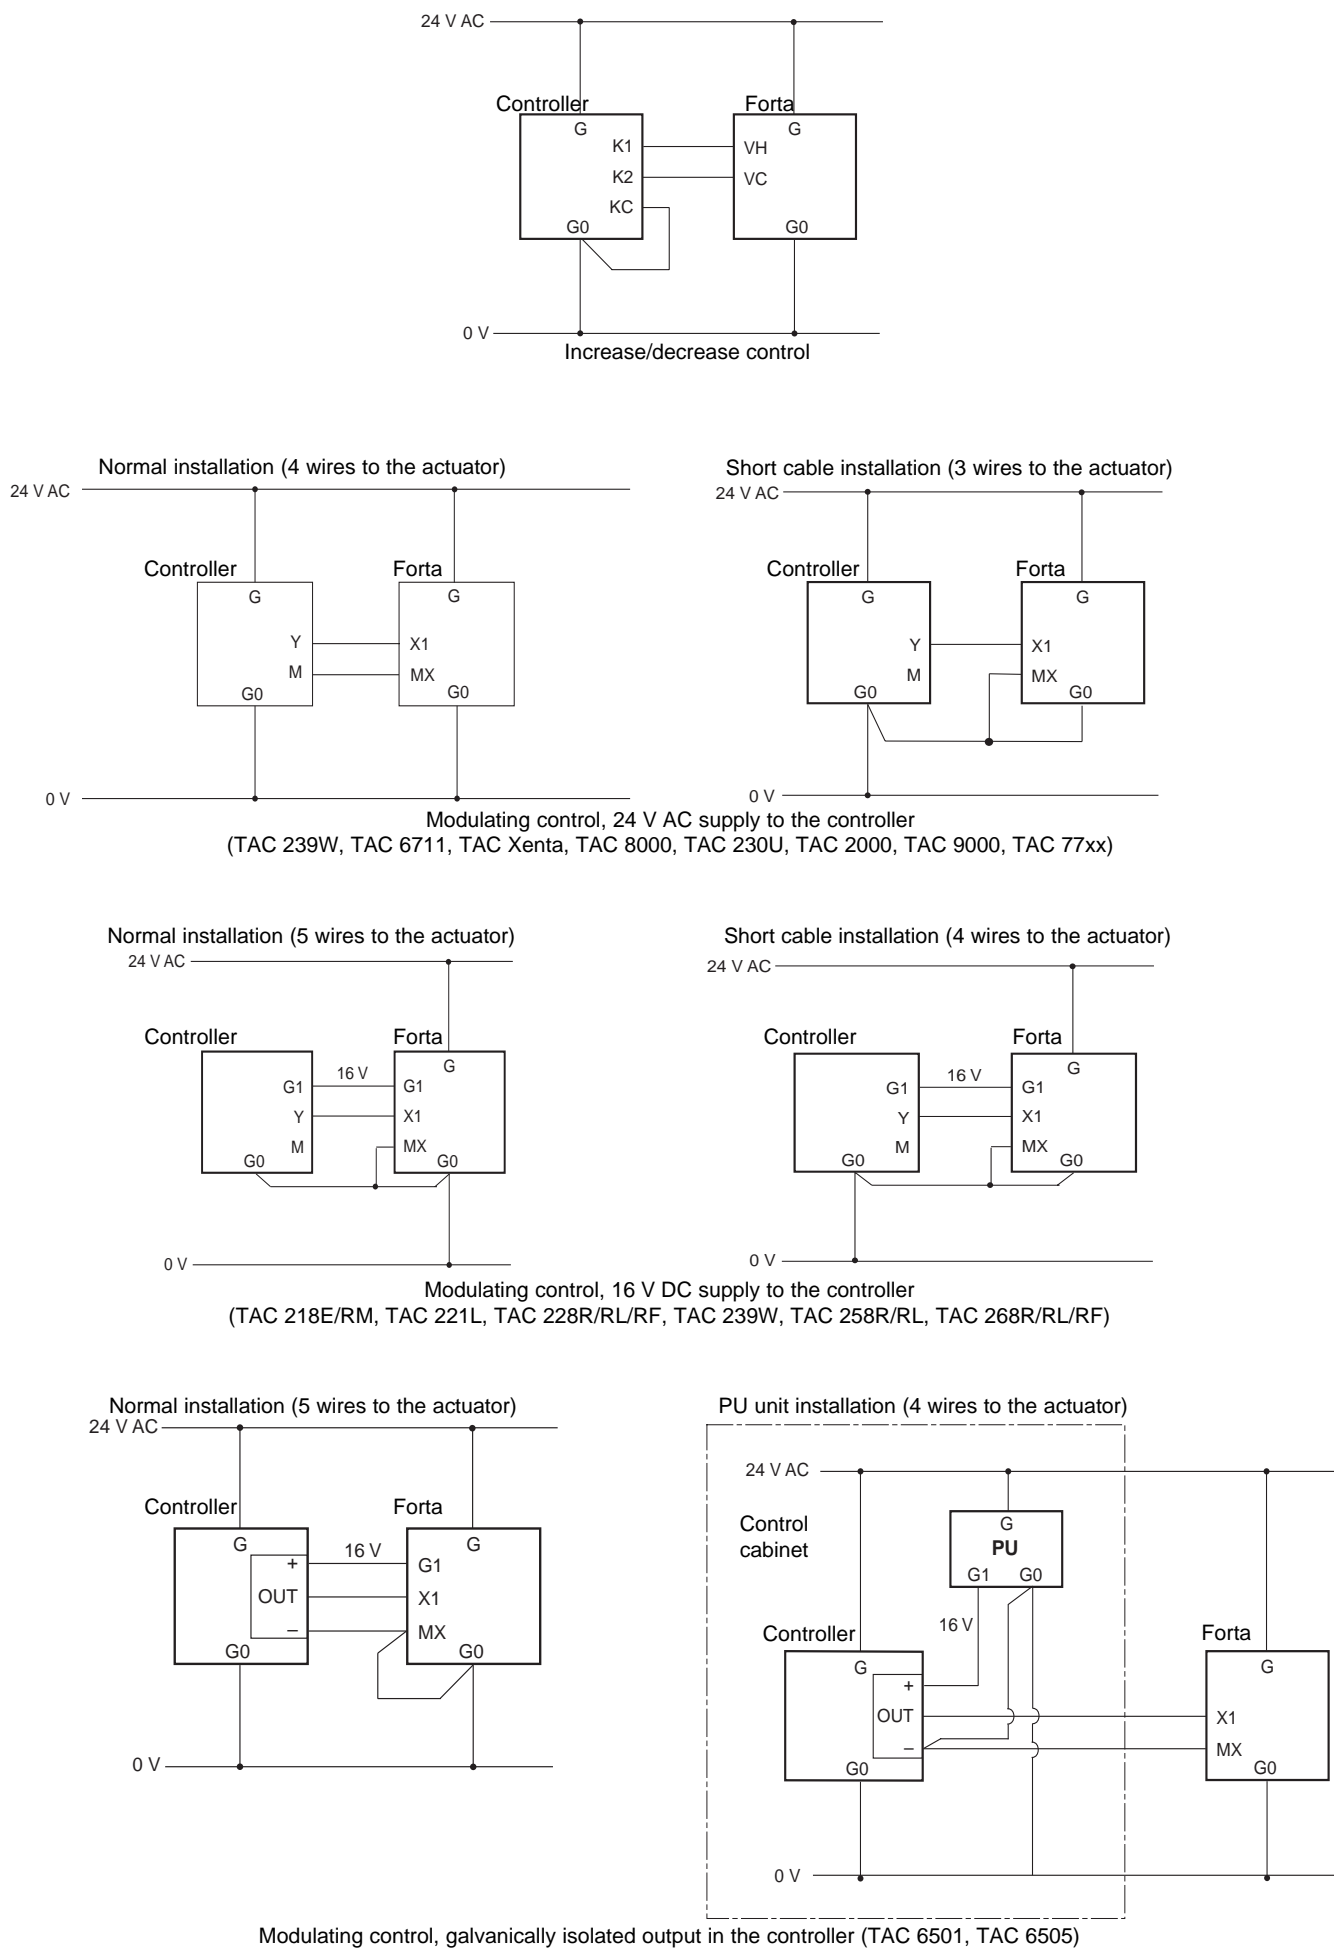 24 V AC
Controller Forta
G G
K1 VH
K2 VC
KC
G0 G0
0 V
Increase/decrease control
Normal installation (4 wires to the actuator)
24 V AC
Controller Forta
G G
Y X1
M MX
G0 G0
0 V
Short cable installation (3 wires to the actuator)
24 V AC
Controller Forta
G G
Y X1
M MX
G0 G0
0 V
Modulating control, 24 V AC supply to the controller
(TAC 239W, TAC 6711, TAC Xenta, TAC 8000, TAC 230U, TAC 2000, TAC 9000, TAC 77xx)
Normal installation (5 wires to the actuator)
24 V AC
Controller Forta
G
G1 16 V G1
Y X1
M MX
G0 G0
0 V
Short cable installation (4 wires to the actuator)
24 V AC
Controller Forta
G
G1 16 V G1
Y X1
M MX
G0 G0
0 V
Modulating control, 16 V DC supply to the controller
(TAC 218E/RM, TAC 221L, TAC 228R/RL/RF, TAC 239W, TAC 258R/RL, TAC 268R/RL/RF)
Normal installation (5 wires to the actuator)
24 V AC
Controller Forta
G G
+ 16 V G1
OUT X1
– MX
G0 G0
0 V
PU unit installation (4 wires to the actuator)
24 V AC
Control
cabinet
G
PU
G1 G0
16 V
Controller Forta
G G
+
OUT X1
– MX
G0 G0
0 V
Modulating control, galvanically isolated output in the controller (TAC 6501, TAC 6505)